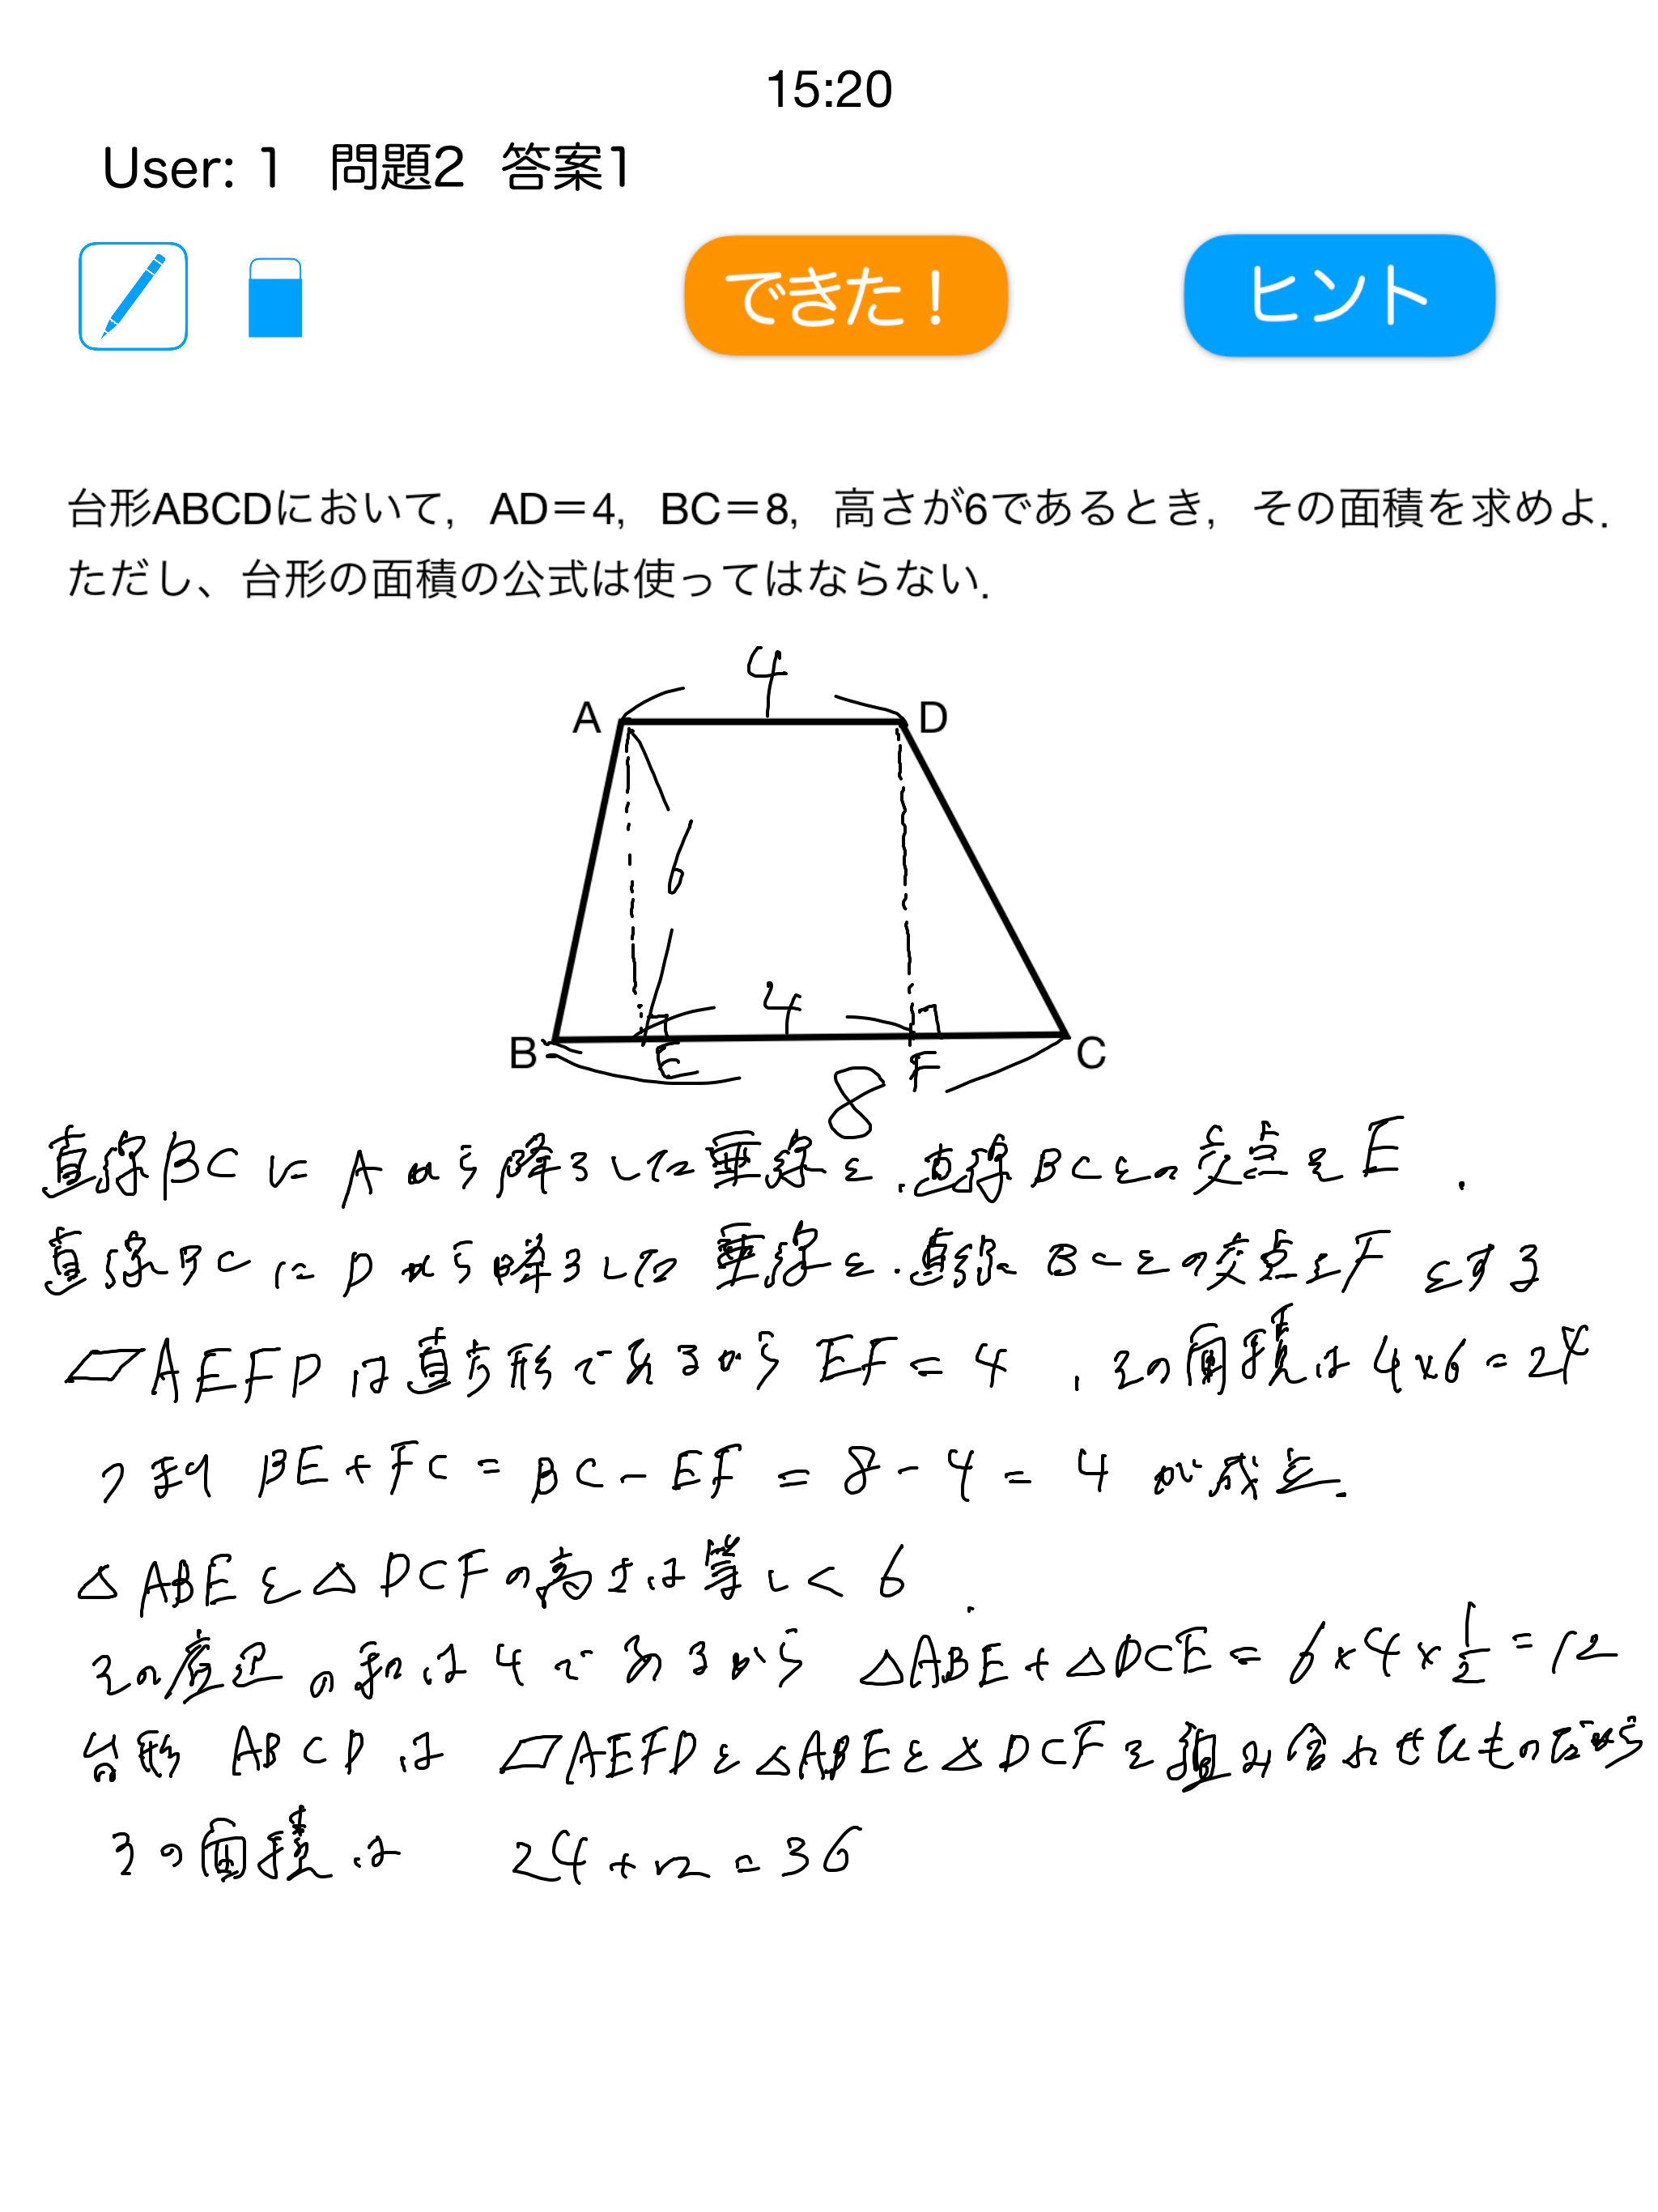 15:20
User: 1 問題2 答案1
できた！ ヒント
台形ABCDにおいて，AD＝4，BC＝8，高さが6であるとき，その面積を求めよ．
ただし、台形の面積の公式は使ってはならない．
4
A D
6
4
B E F C
8
直線BCにAから降ろした垂線と、直線BCとの交点をE、
直線BCにDから降ろした垂線と、直線BCとの交点をFとする
▱AEFDは直方形であるからEF=4、その面積は4×6=24
つまりBE+FC=BC-EF=8-4=4が成立.
△ABEと△DCFの高さは等しく6.
その底辺の和は4であるから △ABE+△DCE=6×4×1/2=12
台形ABCDは ▱AEFDと△ABEと△DCFを組み合わせたものだから
その面積は 24+12=36